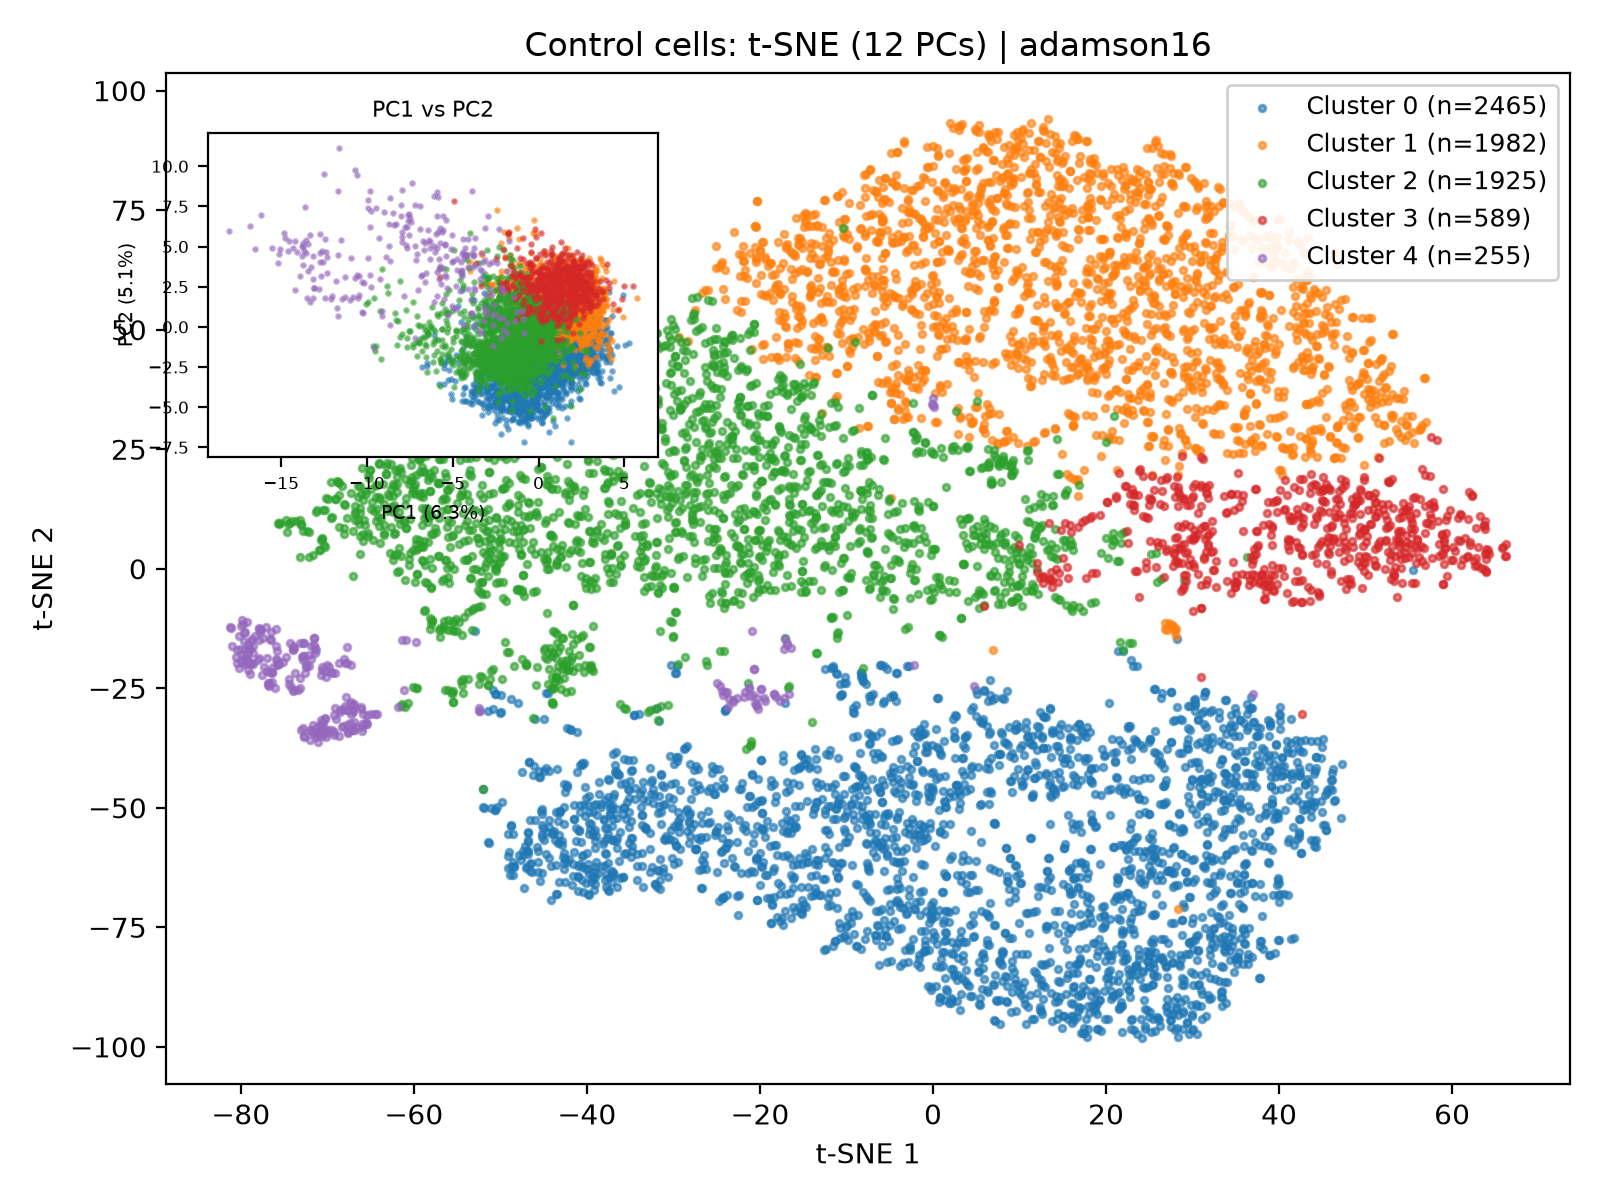 Control cells: t-SNE (12 PCs) | adamson16
Cluster 0 (n=2465)
Cluster 1 (n=1982)
Cluster 2 (n=1925)
Cluster 3 (n=589)
Cluster 4 (n=255)
PC1 vs PC2
10.0
7.5
5.0
2.5
0.0
−2.5
−5.0
−7.5
PC2 (5.1%)
−15
−10
−5
0
5
PC1 (6.3%)
100
75
50
25
0
−25
−50
−75
−100
t-SNE 2
−80
−60
−40
−20
0
20
40
60
t-SNE 1